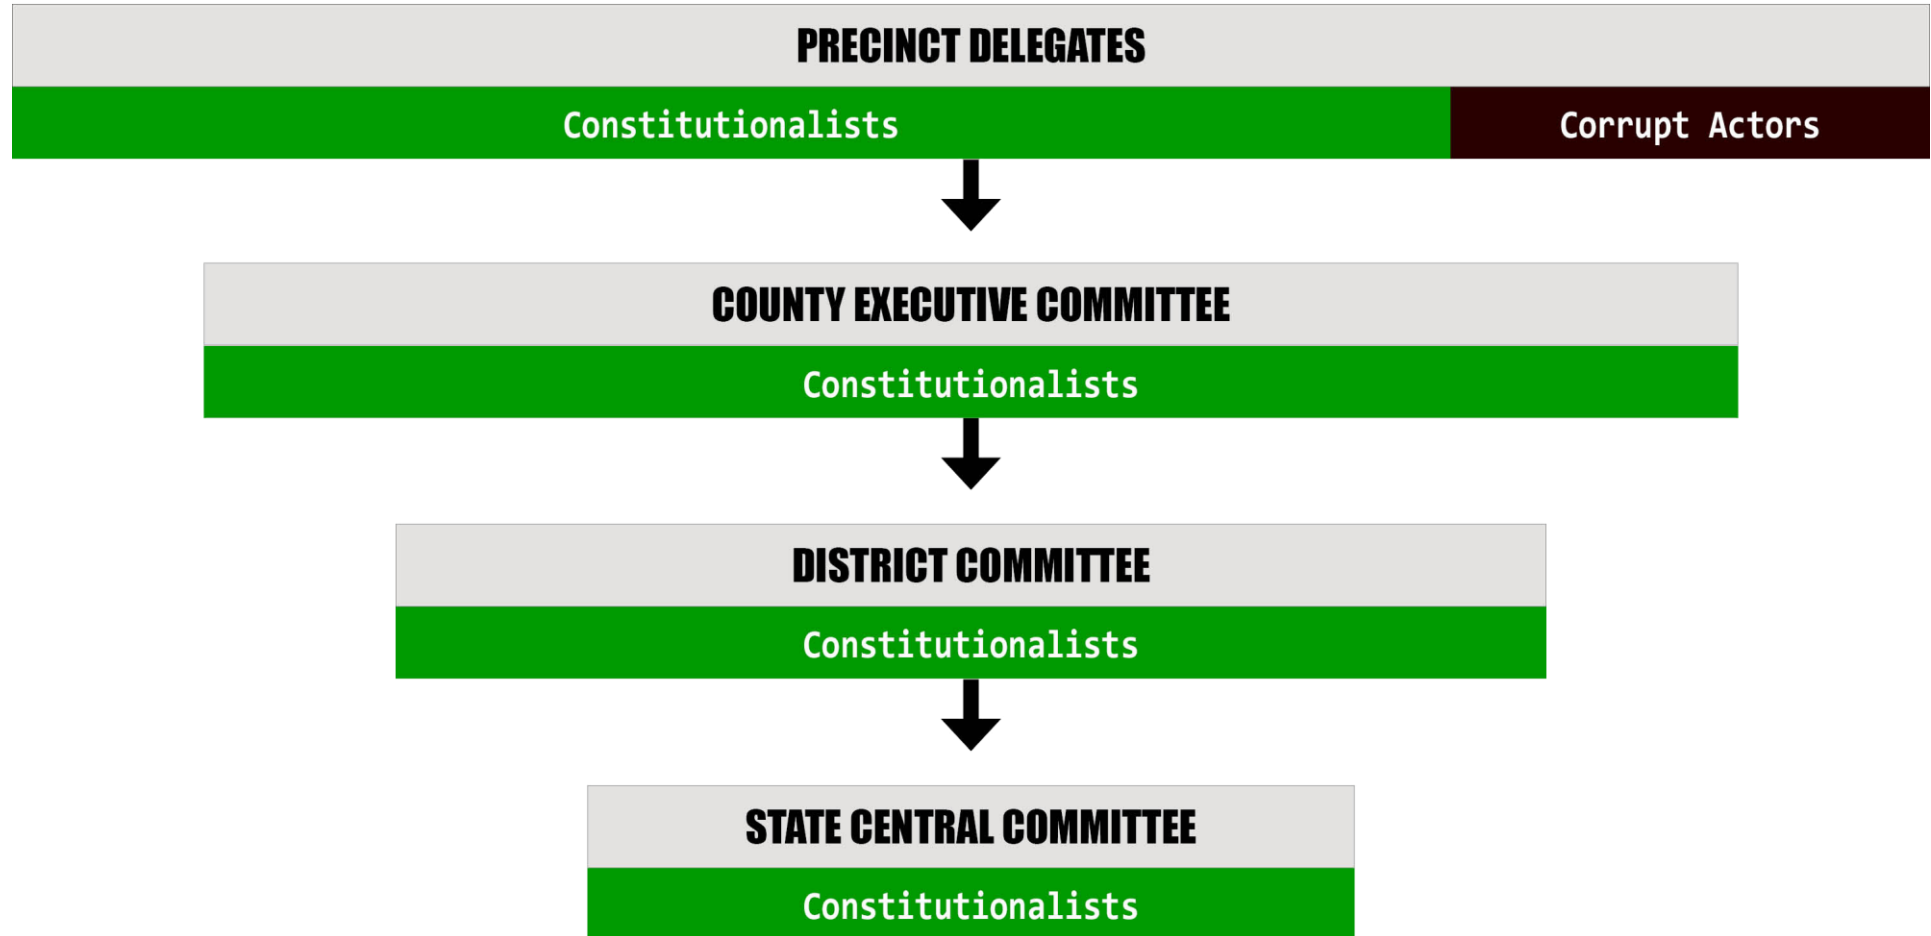 PRECINCT DELEGATES
Constitutionalists Corrupt Actors
COUNTY EXECUTIVE COMMITTEE
Constitutionalists
DISTRICT COMMITTEE
Constitutionalists
STATE CENTRAL COMMITTEE
Constitutionalists